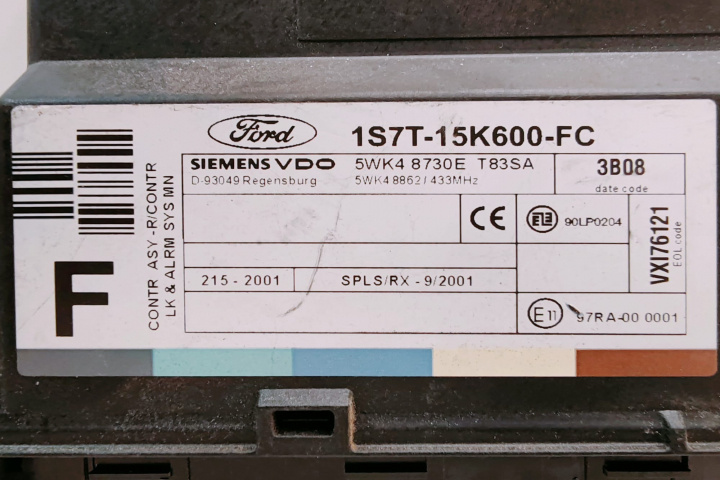 Ford
1S7T-15K600-FC
SIEMENS VDO 5WK4 8730E T83SA
D-93049 Regensburg 5WK4 8862 / 433MHz
3B08
date code
CE
90LP0204
VXI76121
EOL code
215 - 2001 SPLS/RX - 9/2001
E11 97RA-00 0001
CONTR ASY -R/CONTR
LK & ALRM SYS MN
F